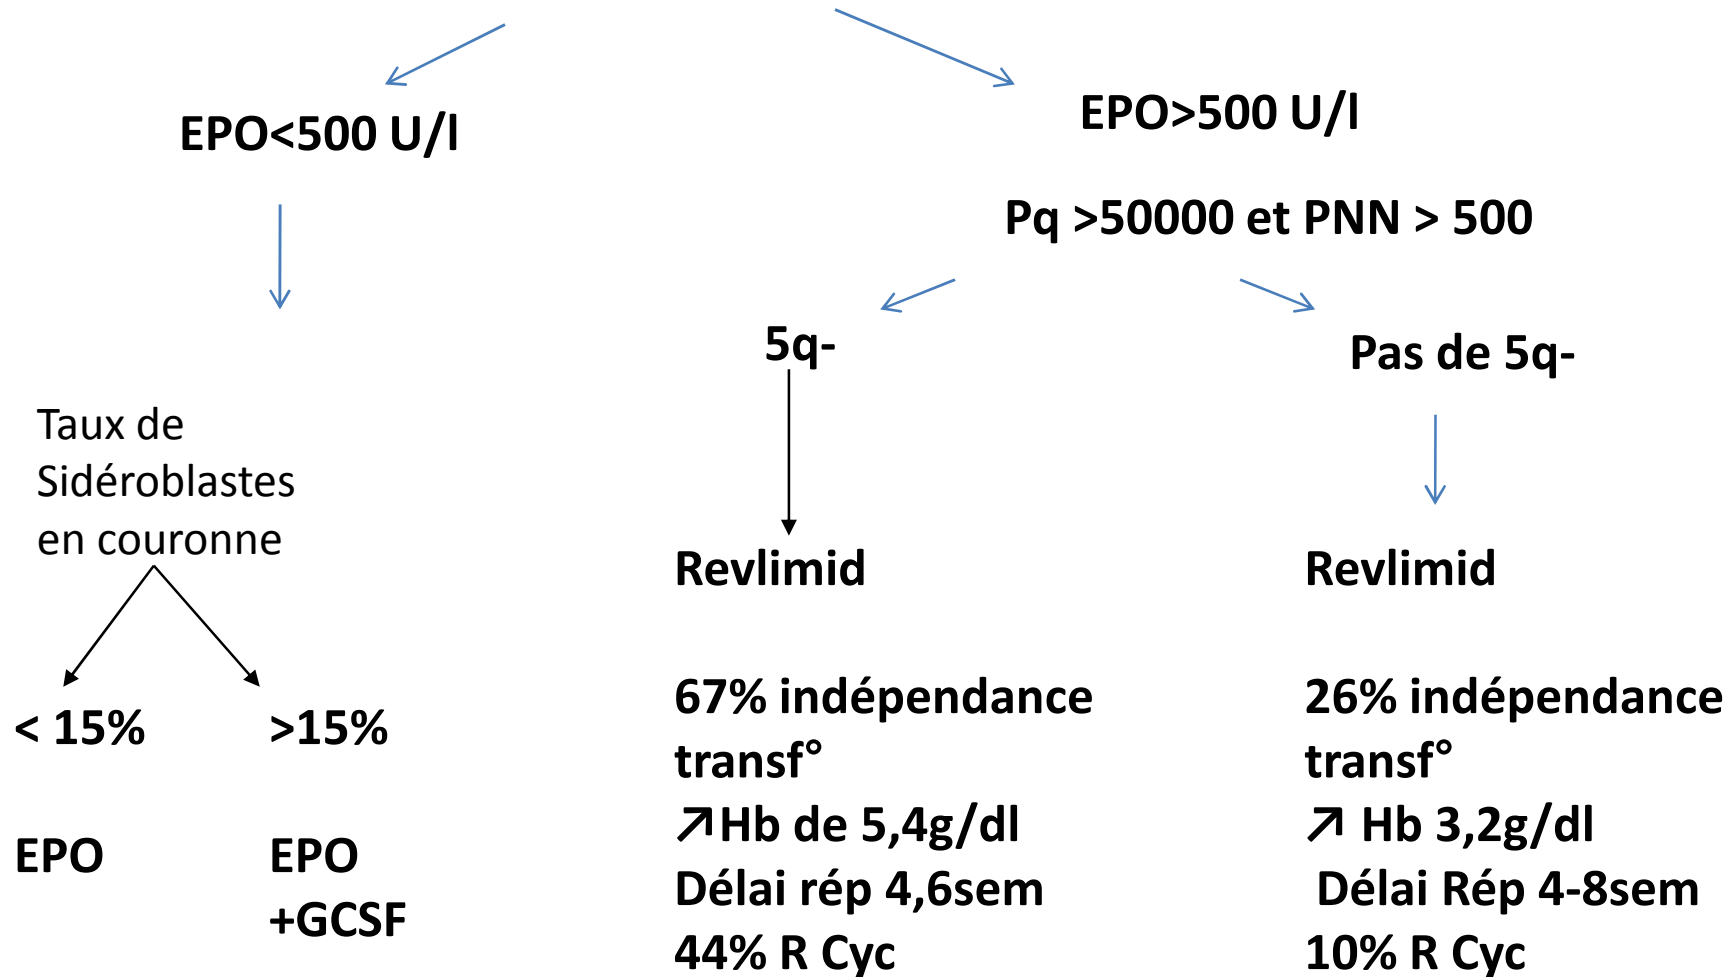 EPO<500 U/l
EPO>500 U/l
Pq >50000 et PNN > 500
5q-
Pas de 5q-
Taux de
Sidéroblastes
en couronne
< 15%
>15%
EPO
EPO
+GCSF
Revlimid
67% indépendance
transf°
↗Hb de 5,4g/dl
Délai rép 4,6sem
44% R Cyc
Revlimid
26% indépendance
transf°
↗ Hb 3,2g/dl
Délai Rép 4-8sem
10% R Cyc